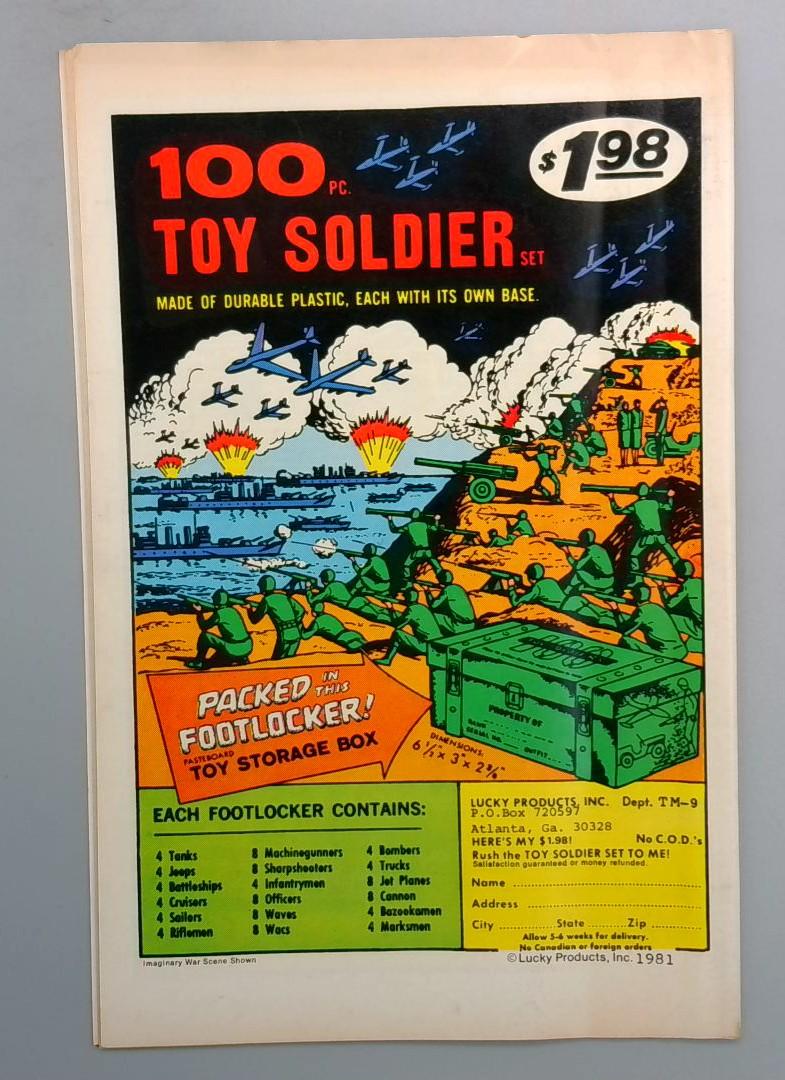 100 PC.
$1.98
TOY SOLDIER SET
MADE OF DURABLE PLASTIC, EACH WITH ITS OWN BASE.
PACKED IN THIS
FOOTLOCKER!
PASTEBOARD
TOY STORAGE BOX
PROPERTY OF
NAME
SERIAL NO. OUTFIT
DIMENSIONS,
6 1/2" x 3" x
EACH FOOTLOCKER CONTAINS:
4 Tanks
4 Jeeps
4 Battleships
4 Cruisers
4 Sailors
4 Riflemen
8 Machinegunners
8 Sharpshooters
4 Infantrymen
8 Officers
8 Waves
8 Wacs
4 Bombers
4 Trucks
8 Jet Planes
8 Cannon
4 Bazookamen
4 Marksmen
LUCKY PRODUCTS, INC. Dept. TM-9
P.O.Box 720597
Atlanta, Ga. 30328
HERE'S MY $1.98! No C.O.D.'s
Rush the TOY SOLDIER SET TO ME!
Satisfaction guaranteed or money refunded.
Name
Address
City State Zip
Allow 5-6 weeks for delivery.
No Canadian or foreign orders
Imaginary War Scene Shown
©Lucky Products, Inc. 1981